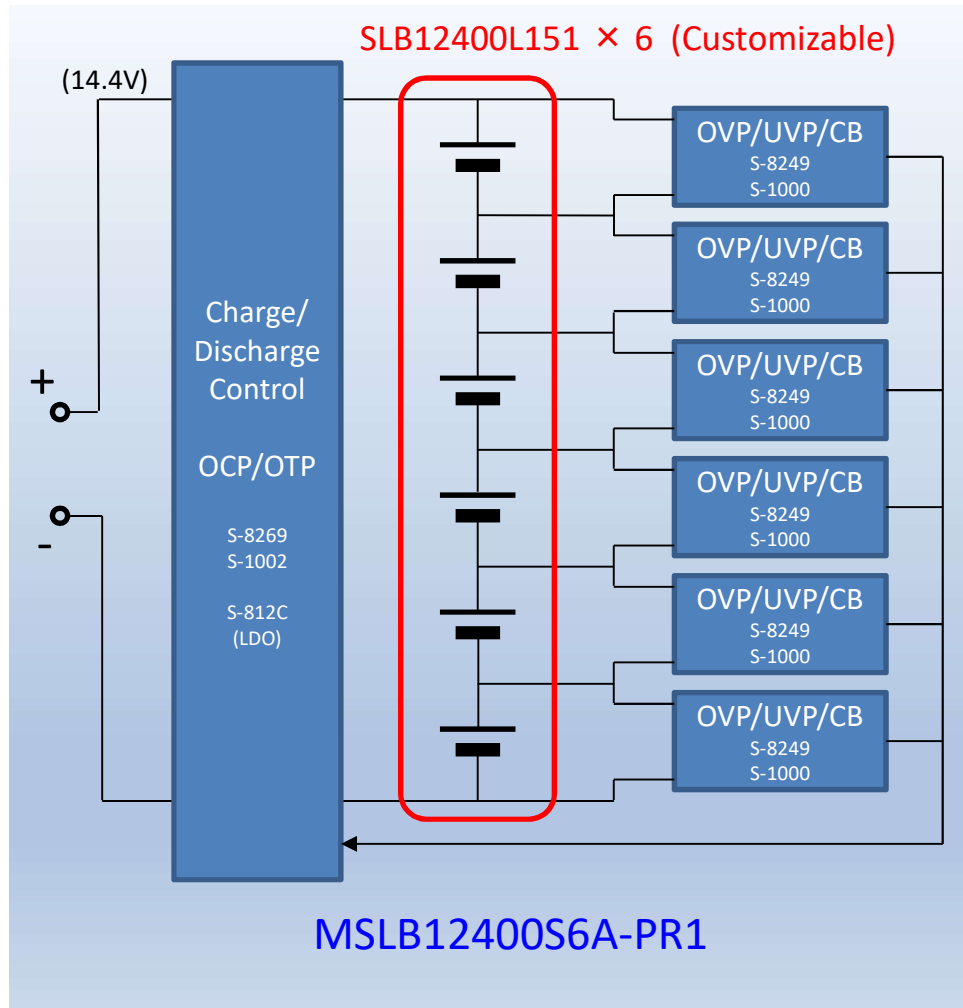 SLB12400L151 × 6 (Customizable)
(14.4V)
+
-
Charge/
Discharge
Control
OCP/OTP
S-8269
S-1002
S-812C
(LDO)
OVP/UVP/CB
S-8249
S-1000
OVP/UVP/CB
S-8249
S-1000
OVP/UVP/CB
S-8249
S-1000
OVP/UVP/CB
S-8249
S-1000
OVP/UVP/CB
S-8249
S-1000
OVP/UVP/CB
S-8249
S-1000
MSLB12400S6A-PR1